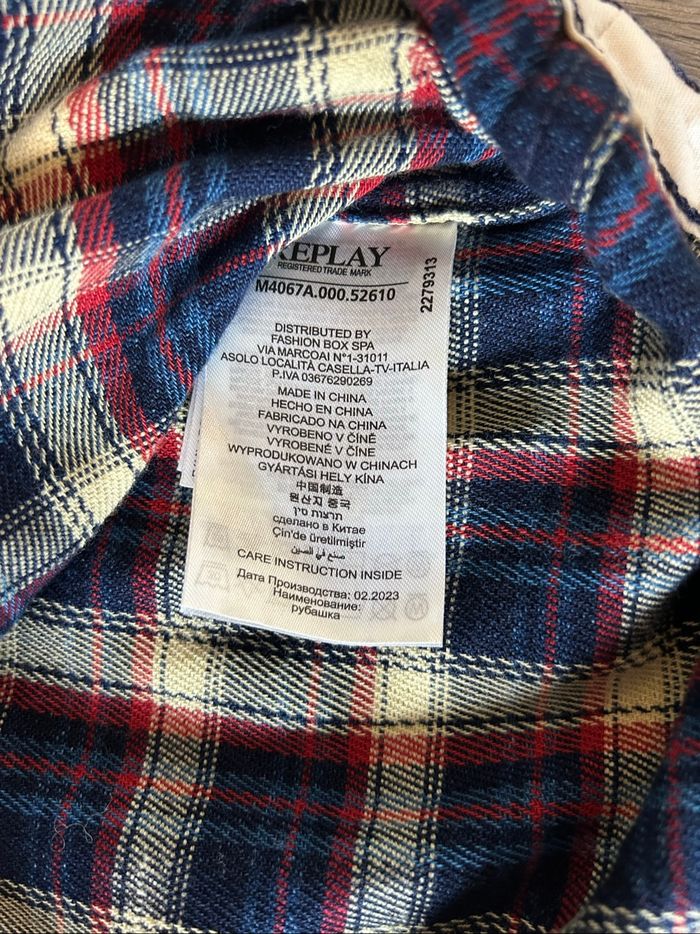 REPLAY
REGISTERED TRADE MARK
M4067A.000.52610
2279313
DISTRIBUTED BY
FASHION BOX SPA
VIA MARCOAI N°1-31011
ASOLO LOCALITÀ CASELLA-TV-ITALIA
P.IVA 03676290269
MADE IN CHINA
HECHO EN CHINA
FABRICADO NA CHINA
VYROBENO V ČÍNĚ
VYROBENÉ V ČÍNE
WYPRODUKOWANO W CHINACH
GYÁRTÁSI HELY KÍNA
中国制造
원산지 중국
תרצות סין
сделано в Китае
Çin'de üretilmiştir
صنع في الصين
CARE INSTRUCTION INSIDE
Дата Производства: 02.2023
Наименование:
рубашка